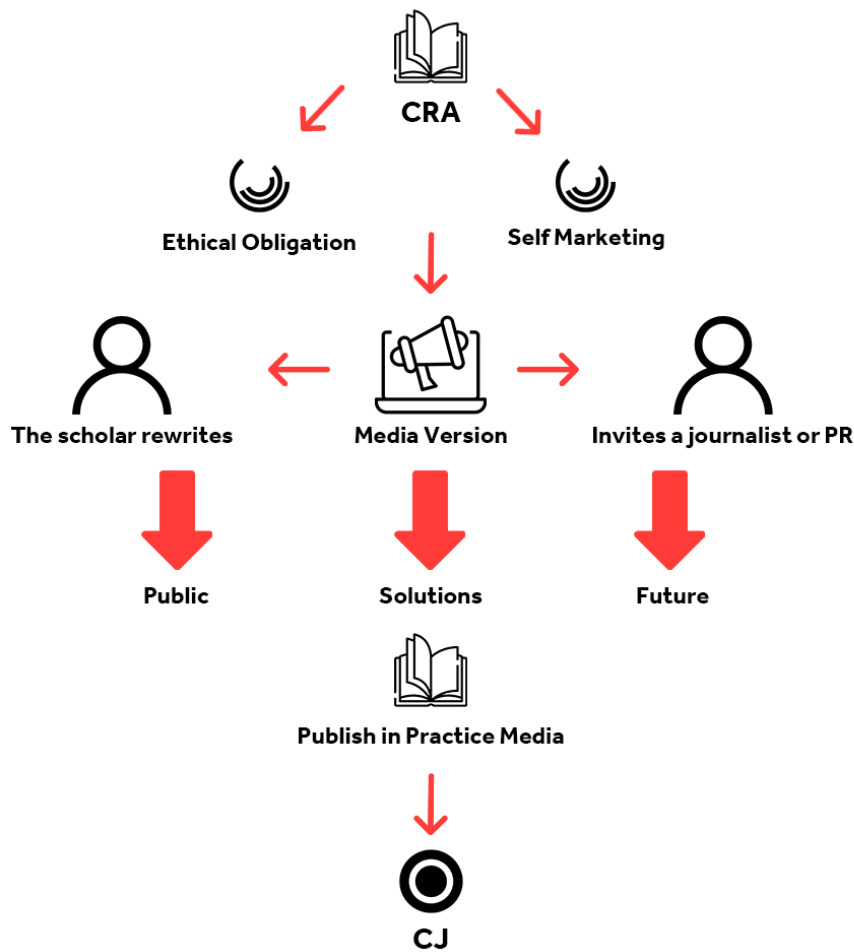 CRA
Ethical Obligation
Self Marketing
The scholar rewrites
Media Version
Invites a journalist or PR
Public
Solutions
Future
Publish in Practice Media
CJ